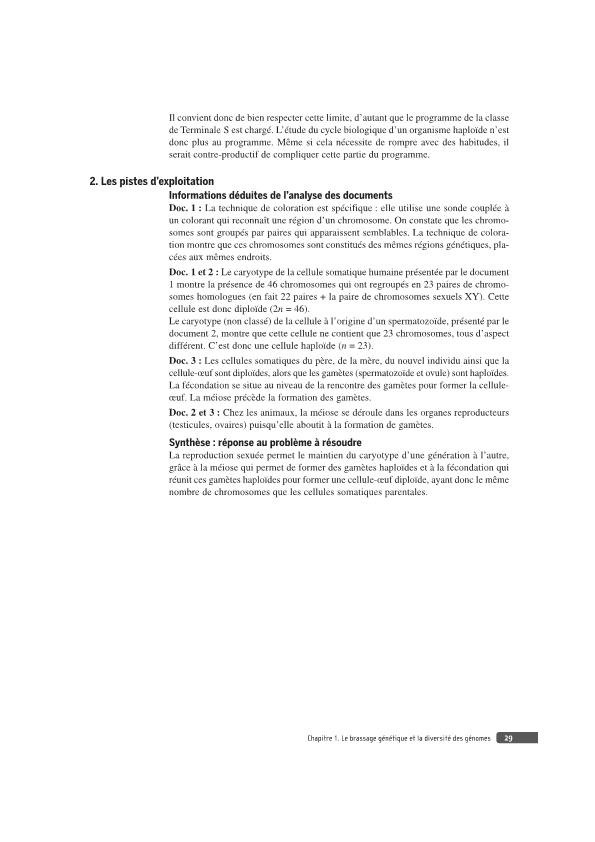 Il convient donc de bien respecter cette limite, d’autant que le programme de la classe
de Terminale S est chargé. L’étude du cycle biologique d’un organisme haploïde n’est
donc plus au programme. Même si cela nécessite de rompre avec des habitudes, il
serait contre-productif de compliquer cette partie du programme.
2. Les pistes d’exploitation
Informations déduites de l’analyse des documents
Doc. 1 : La technique de coloration est spécifique : elle utilise une sonde couplée à
un colorant qui reconnaît une région d’un chromosome. On constate que les chromo-
somes sont groupés par paires qui apparaissent semblables. La technique de colora-
tion montre que ces chromosomes sont constitués des mêmes régions génétiques, pla-
cées aux mêmes endroits.
Doc. 1 et 2 : Le caryotype de la cellule somatique humaine présentée par le document
1 montre la présence de 46 chromosomes qui ont regroupés en 23 paires de chromo-
somes homologues (en fait 22 paires + la paire de chromosomes sexuels XY). Cette
cellule est donc diploïde (2n = 46).
Le caryotype (non classé) de la cellule à l’origine d’un spermatozoïde, présenté par le
document 2, montre que cette cellule ne contient que 23 chromosomes, tous d’aspect
différent. C’est donc une cellule haploïde (n = 23).
Doc. 3 : Les cellules somatiques du père, de la mère, du nouvel individu ainsi que la
cellule-œuf sont diploïdes, alors que les gamètes (spermatozoïde et ovule) sont haploïdes.
La fécondation se situe au niveau de la rencontre des gamètes pour former la cellule-
œuf. La méiose précède la formation des gamètes.
Doc. 2 et 3 : Chez les animaux, la méiose se déroule dans les organes reproducteurs
(testicules, ovaires) puisqu’elle aboutit à la formation de gamètes.
Synthèse : réponse au problème à résoudre
La reproduction sexuée permet le maintien du caryotype d’une génération à l’autre,
grâce à la méiose qui permet de former des gamètes haploïdes et à la fécondation qui
réunit ces gamètes haploïdes pour former une cellule-œuf diploïde, ayant donc le même
nombre de chromosomes que les cellules somatiques parentales.
Chapitre 1. Le brassage génétique et la diversité des génomes 29